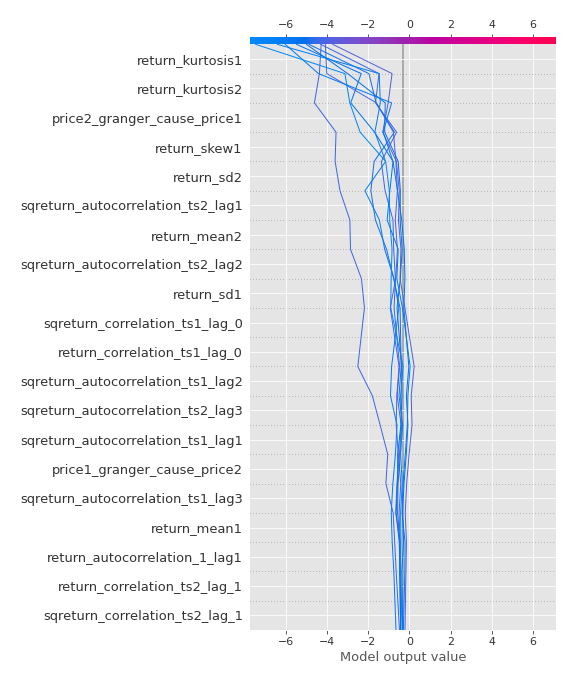 −6 −4 −2 0 2 4 6
return_kurtosis1
return_kurtosis2
price2_granger_cause_price1
return_skew1
return_sd2
sqreturn_autocorrelation_ts2_lag1
return_mean2
sqreturn_autocorrelation_ts2_lag2
return_sd1
sqreturn_correlation_ts1_lag_0
return_correlation_ts1_lag_0
sqreturn_autocorrelation_ts1_lag2
sqreturn_autocorrelation_ts2_lag3
sqreturn_autocorrelation_ts1_lag1
price1_granger_cause_price2
sqreturn_autocorrelation_ts1_lag3
return_mean1
return_autocorrelation_1_lag1
return_correlation_ts2_lag_1
sqreturn_correlation_ts2_lag_1
−6 −4 −2 0 2 4 6
Model output value